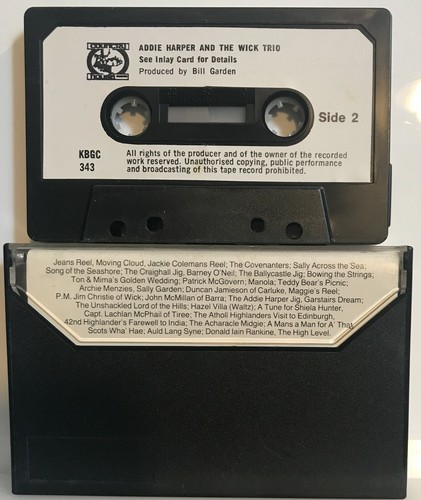 COUNTRY
HOUSE
ADDIE HARPER AND THE WICK TRIO
See Inlay Card for Details
Produced by Bill Garden
Side 2
KBGC
343
All rights of the producer and of the owner of the recorded
work reserved. Unauthorised copying, public performance
and broadcasting of this tape record prohibited.
Jeans Reel, Moving Cloud, Jackie Colemans Reel; The Covenanters; Sally Across the Sea;
Song of the Seashore; The Craighall Jig, Barney O'Neil; The Ballycastle Jig; Bowing the Strings;
Ton & Mima's Golden Wedding; Patrick McGovern; Manola; Teddy Bear's Picnic;
Archie Menzies, Sally Garden; Duncan Jamieson of Carluke, Maggie's Reel;
P.M. Jim Christie of Wick; John McMillan of Barra; The Addie Harper Jig, Garstairs Dream;
The Unshackled Lord of the Hills; Hazel Villa (Waltz); A Tune for Shiela Hunter,
Capt. Lachlan McPhail of Tiree; The Atholl Highlanders Visit to Edinburgh,
42nd Highlander's Farewell to India; The Acharacle Midgie; A Mans a Man for A' That
Scots Wha' Hae; Auld Lang Syne; Donald Iain Rankine, The High Level.